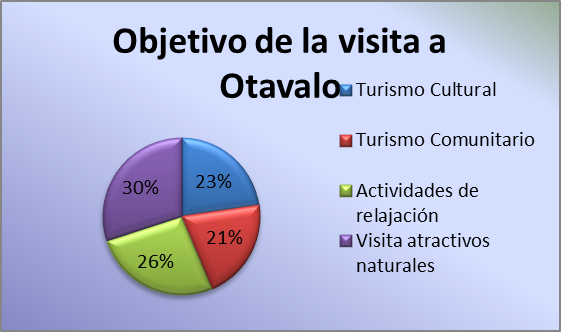 Objetivo de la visita a
Otavalo
Turismo Cultural
Turismo Comunitario
Actividades de
relajación
Visita atractivos
naturales
30%
23%
21%
26%